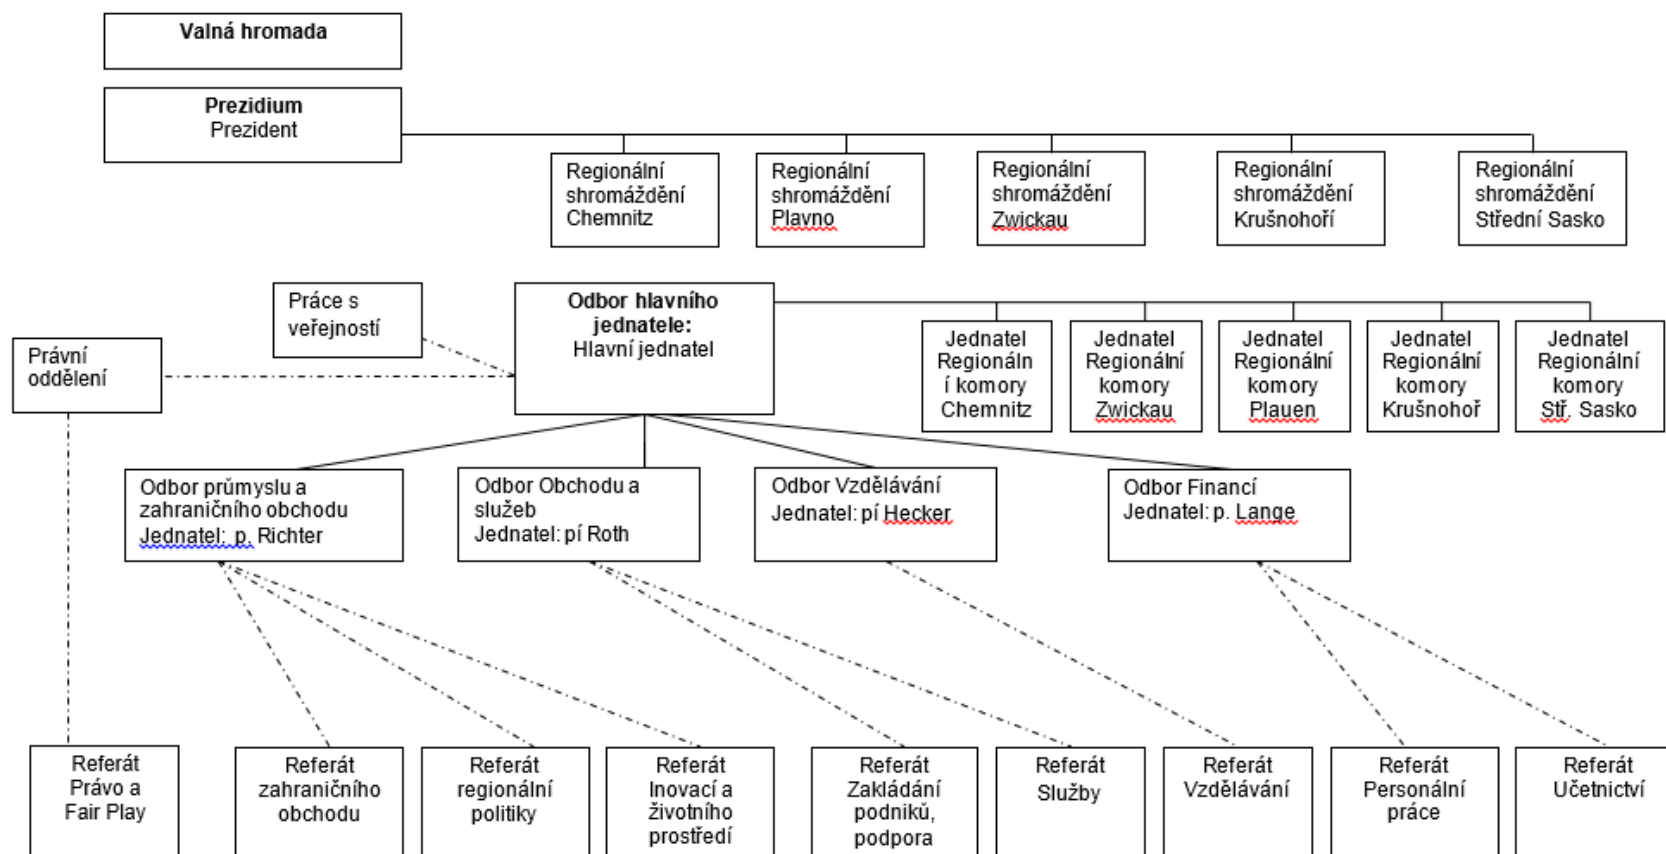 Valná hromada
Prezidium
Prezident
Regionální
shromáždění
Chemnitz
Regionální
shromáždění
Plavno
Regionální
shromáždění
Zwickau
Regionální
shromáždění
Krušnohoří
Regionální
shromáždění
Střední Sasko
Práce s
veřejností
Odbor hlavního
jednatele:
Hlavní jednatel
Jednatel
Regionáln
í komory
Chemnitz
Jednatel
Regionální
komory
Zwickau
Jednatel
Regionální
komory
Plauen
Jednatel
Regionální
komory
Krušnohoř
Jednatel
Regionální
komory
Stř. Sasko
Právní
oddělení
Odbor průmyslu a
zahraničního obchodu
Jednatel: p. Richter
Odbor Obchodu a
služeb
Jednatel: pí Roth
Odbor Vzdělávání
Jednatel: pí Hecker
Odbor Financí
Jednatel: p. Lange
Referát
Právo a
Fair Play
Referát
zahraničního
obchodu
Referát
regionální
politiky
Referát
Inovací a
životního
prostředí
Referát
Zakládání
podniků,
podpora
Referát
Služby
Referát
Vzdělávání
Referát
Personální
práce
Referát
Účetnictví